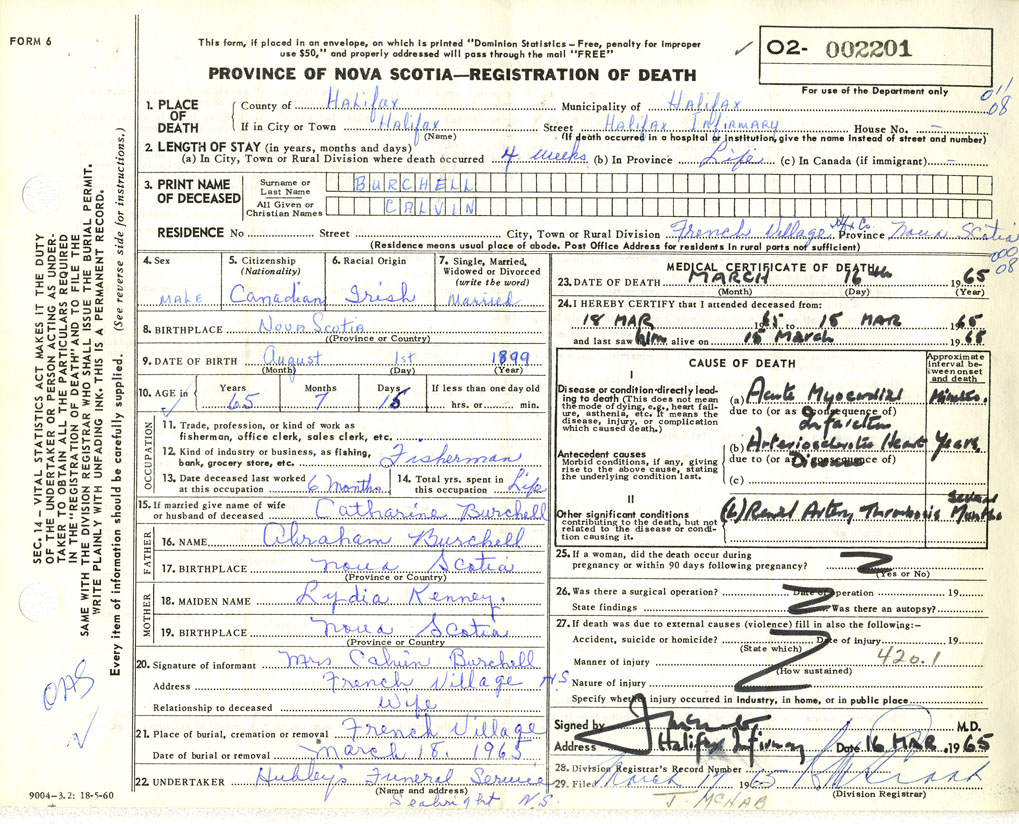 FORM 6
This form, if placed in an envelope, on which is printed "Dominion Statistics – Free, penalty for improper
use $50," and properly addressed will pass through the mail "FREE"
O2- 002201
For use of the Department only
011
08
PROVINCE OF NOVA SCOTIA—REGISTRATION OF DEATH
1. PLACE OF DEATH
County of Halifax Municipality of Halifax
If in City or Town Halifax Street Halifax Infirmary House No. –
(Name) (If death occurred in a hospital or institution, give the name instead of street and number)
2. LENGTH OF STAY (in years, months and days)
(a) In City, Town or Rural Division where death occurred 4 weeks (b) In Province Life (c) In Canada (if immigrant) –
3. PRINT NAME OF DECEASED
Surname or Last Name BURCHELL
All Given or Christian Names CALVIN
RESIDENCE No Street City, Town or Rural Division French Village Hfx Co. Province Nova Scotia
(Residence means usual place of abode. Post Office Address for residents in rural parts not sufficient)
000
08
4. Sex MALE
5. Citizenship (Nationality) Canadian
6. Racial Origin Irish
7. Single, Married, Widowed or Divorced (write the word) Married
8. BIRTHPLACE Nova Scotia
(Province or Country)
9. DATE OF BIRTH August 1st 1899
(Month) (Day) (Year)
10. AGE in Years 65 Months 7 Days 15 If less than one day old
hrs. or min.
OCCUPATION
11. Trade, profession, or kind of work as
fisherman, office clerk, sales clerk, etc.
12. Kind of industry or business, as fishing,
bank, grocery store, etc. Fisherman
13. Date deceased last worked at this occupation 6 Months
14. Total yrs. spent in this occupation Life
15. If married give name of wife or husband of deceased Catharine Burchell
FATHER
16. NAME Abraham Burchell
17. BIRTHPLACE Nova Scotia
(Province or Country)
MOTHER
18. MAIDEN NAME Lydia Kenney.
19. BIRTHPLACE Nova Scotia
(Province or Country)
20. Signature of informant Mrs Calvin Burchell
Address French Village N.S.
Relationship to deceased Wife
21. Place of burial, cremation or removal French Village
Date of burial or removal March 18. 1965
22. UNDERTAKER Hubley's Funeral Service
(Name and address)
Seabright N.S.
MEDICAL CERTIFICATE OF DEATH
23. DATE OF DEATH MARCH 16th 1965
(Month) (Day) (Year)
24. I HEREBY CERTIFY that I attended deceased from:
18 MAR 1965 to 15 MAR 1965
and last saw him alive on 15 March 1965
CAUSE OF DEATH
Approximate interval between onset and death
I
Disease or condition directly leading to death (This does not mean the mode of dying, e.g., heart failure, asthenia, etc. It means the disease, injury, or complication which caused death.)
(a) Acute Myocardial Infarction Minutes.
due to (or as a consequence of)
Antecedent causes
Morbid conditions, if any, giving rise to the above cause, stating the underlying condition last.
(b) Arteriosclerotic Heart Disease Years,
due to (or as a consequence of)
(c)
II
Other significant conditions
contributing to the death, but not related to the disease or condition causing it.
(b) Renal Artery Thrombosis Several Months
25. If a woman, did the death occur during
pregnancy or within 90 days following pregnancy?
(Yes or No)
26. Was there a surgical operation? Date of operation 19
State findings Was there an autopsy?
27. If death was due to external causes (violence) fill in also the following:–
Accident, suicide or homicide? Date of injury 19
(State which)
420.1
Manner of injury
(How sustained)
Nature of injury
Specify whether injury occurred in industry, in home, or in public place
Signed by M.D.
Address Halifax Infirmary Date 16 MAR. 1965
28. Division Registrar's Record Number
29. Filed March 17 1965
(Division Registrar)
J. MCNAB
SEC. 14 – VITAL STATISTICS ACT MAKES IT THE DUTY
OF THE UNDERTAKER OR PERSON ACTING AS UNDER-
TAKER TO OBTAIN ALL THE PARTICULARS REQUIRED
IN THE "REGISTRATION OF DEATH" AND TO FILE THE
SAME WITH THE DIVISION REGISTRAR WHO SHALL ISSUE THE BURIAL PERMIT.
WRITE PLAINLY WITH UNFADING INK. THIS IS A PERMANENT RECORD.
Every item of information should be carefully supplied. (See reverse side for instructions.)
OAS
9004-3.2: 18-5-60